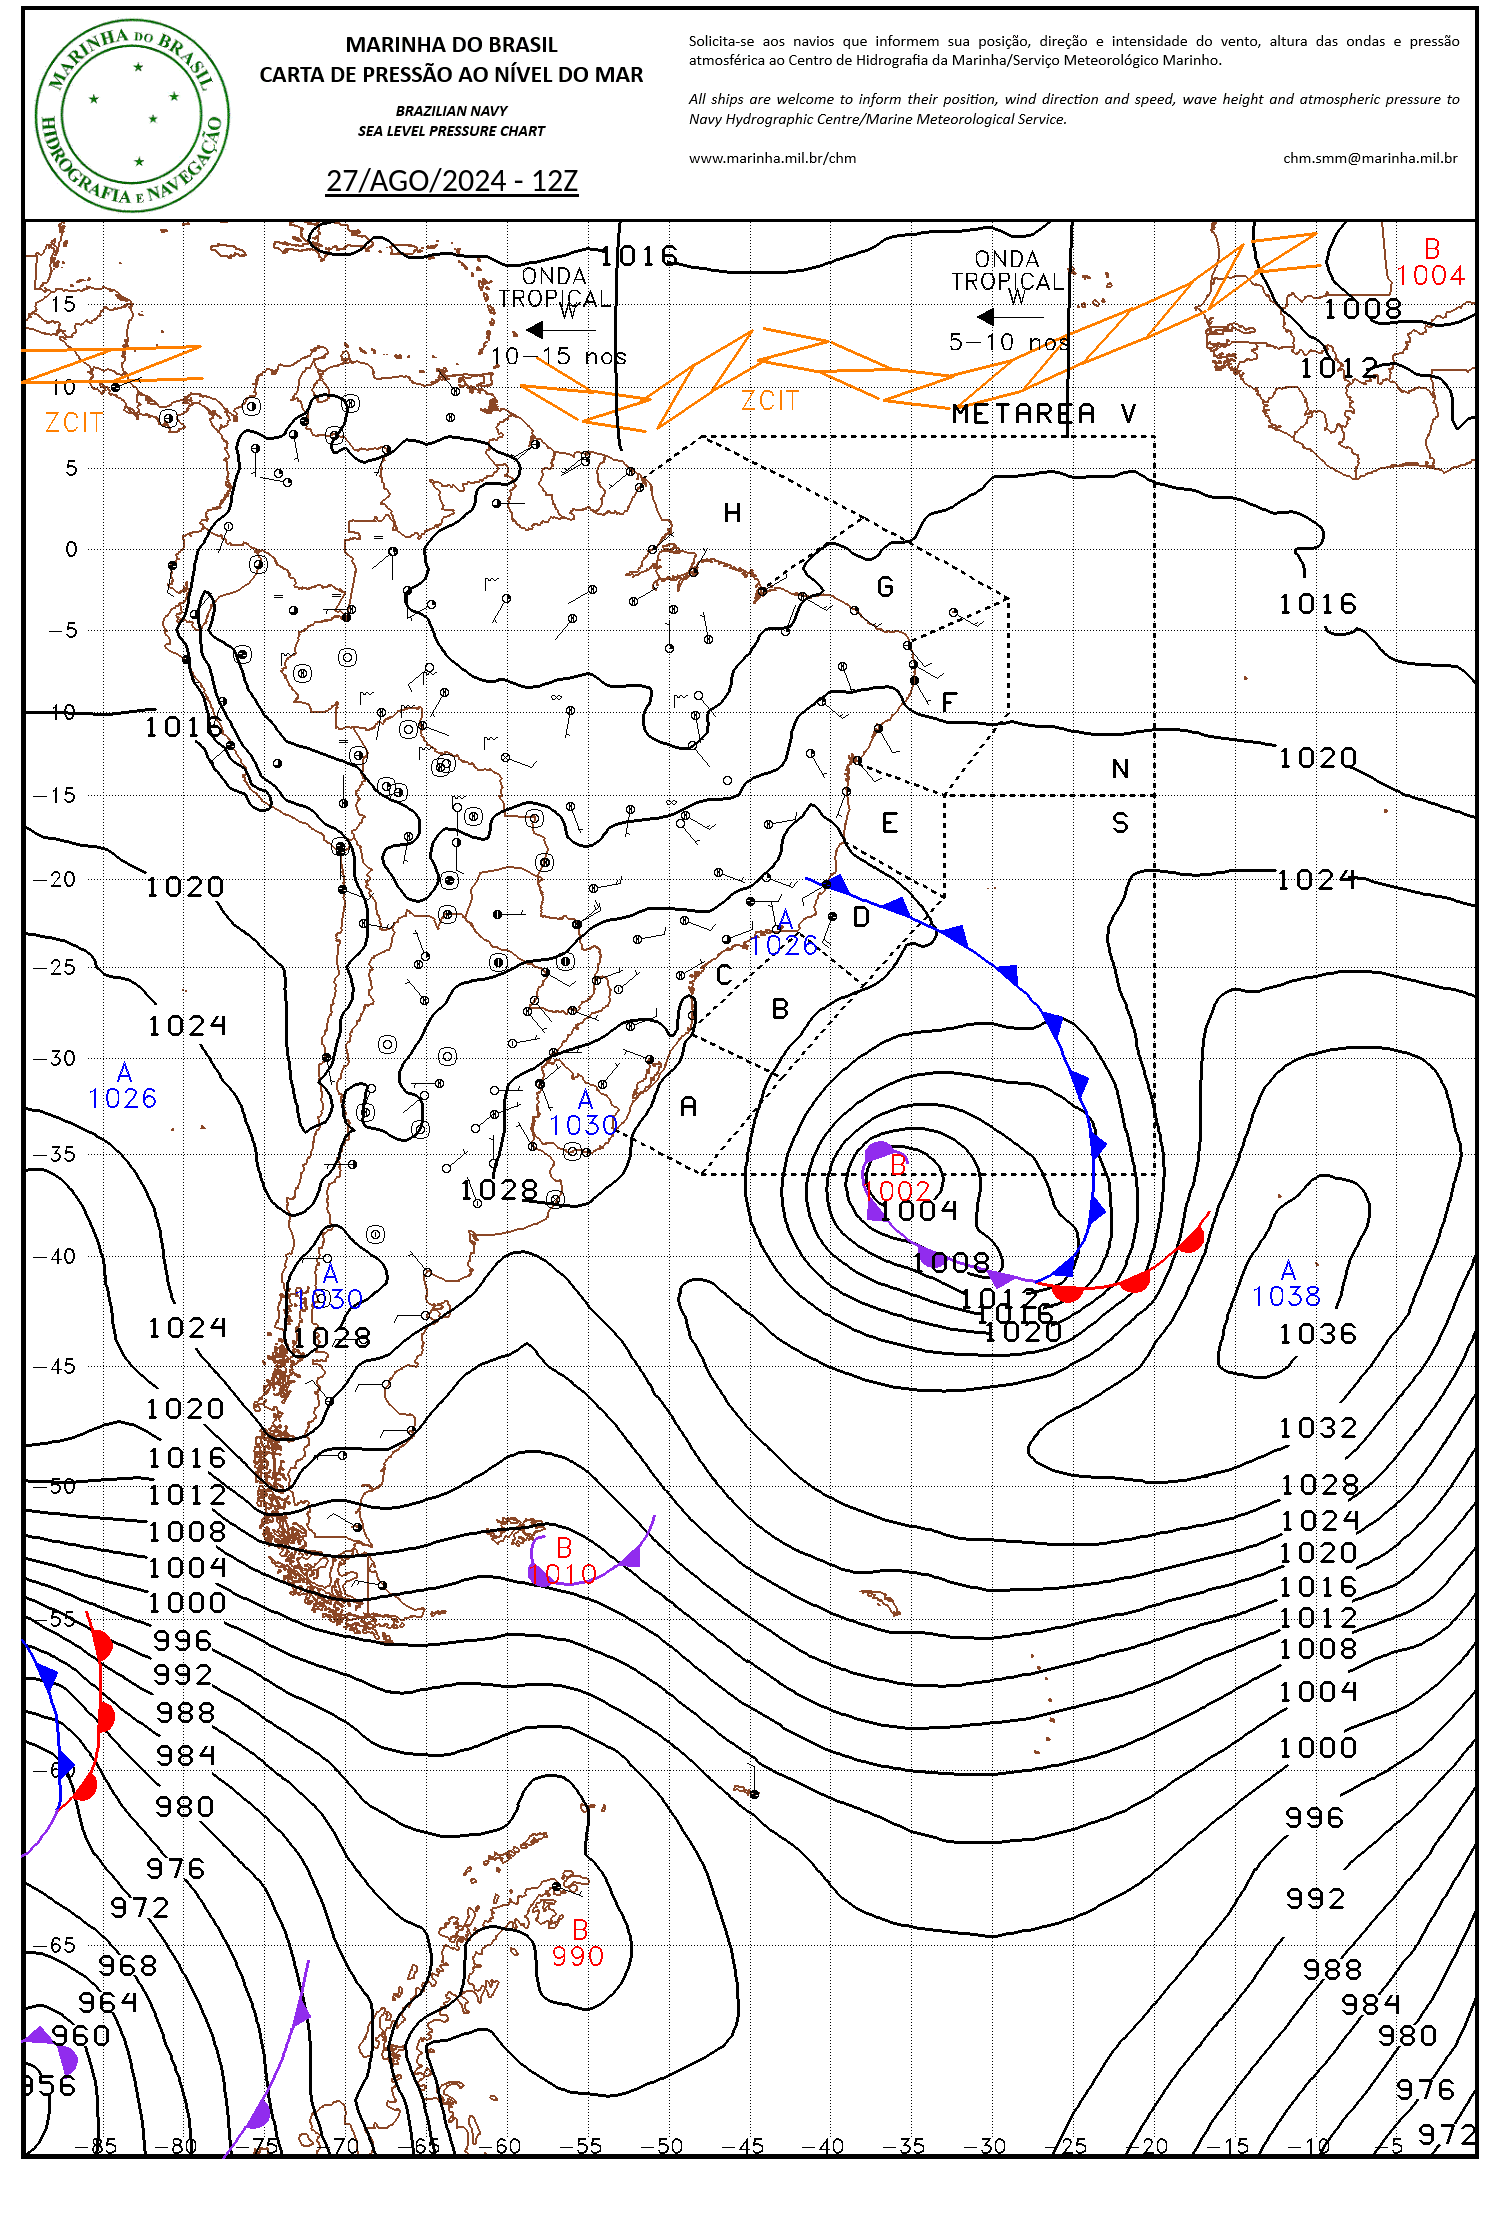 MARINHA DO BRASIL
HIDROGRAFIA E NAVEGAÇÃO
MARINHA DO BRASIL
CARTA DE PRESSÃO AO NÍVEL DO MAR
BRAZILIAN NAVY
SEA LEVEL PRESSURE CHART
27/AGO/2024 - 12Z
Solicita-se aos navios que informem sua posição, direção e intensidade do vento, altura das ondas e pressão
atmosférica ao Centro de Hidrografia da Marinha/Serviço Meteorológico Marinho.
All ships are welcome to inform their position, wind direction and speed, wave height and atmospheric pressure to
Navy Hydrographic Centre/Marine Meteorological Service.
www.marinha.mil.br/chm
chm.smm@marinha.mil.br
1016
ONDA
TROPICAL
W
10-15 nos
ONDA
TROPICAL
W
5-10 nos
B
1004
15
1008
1012
10
ZCIT
ZCIT
METAREA V
5
H
0
G
1016
-5
F
-10
1016
1020
N
-15
E
S
-20
1020
1024
A
1026
D
-25
C
B
1024
-30
A
1026
A
1030
A
-35
B
1002
1028
1004
-40
1008
A
1030
A
1038
1012
1016
1020
1024
1028
1036
-45
1020
1032
1016
-50
1028
1012
1024
1008
B
1010
1020
1004
1016
1000
-55
1012
996
1008
992
1004
988
1000
984
-60
980
996
976
992
972
B
990
-65
968
988
964
984
960
980
956
976
972
-85
-80
-75
-70
-65
-60
-55
-50
-45
-40
-35
-30
-25
-20
-15
-10
-5